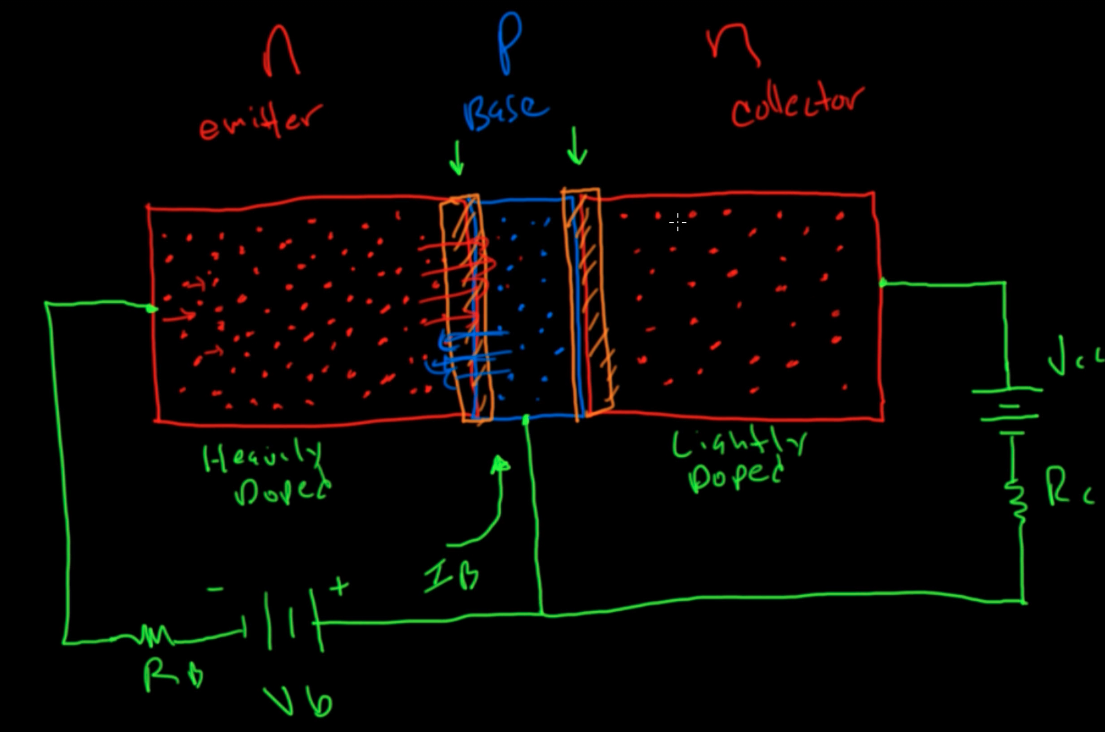 n P n
emitter Base collector
Heavily
Doped
Lightly
Doped
Vcc
Rc
IB
- +
RB
Vb